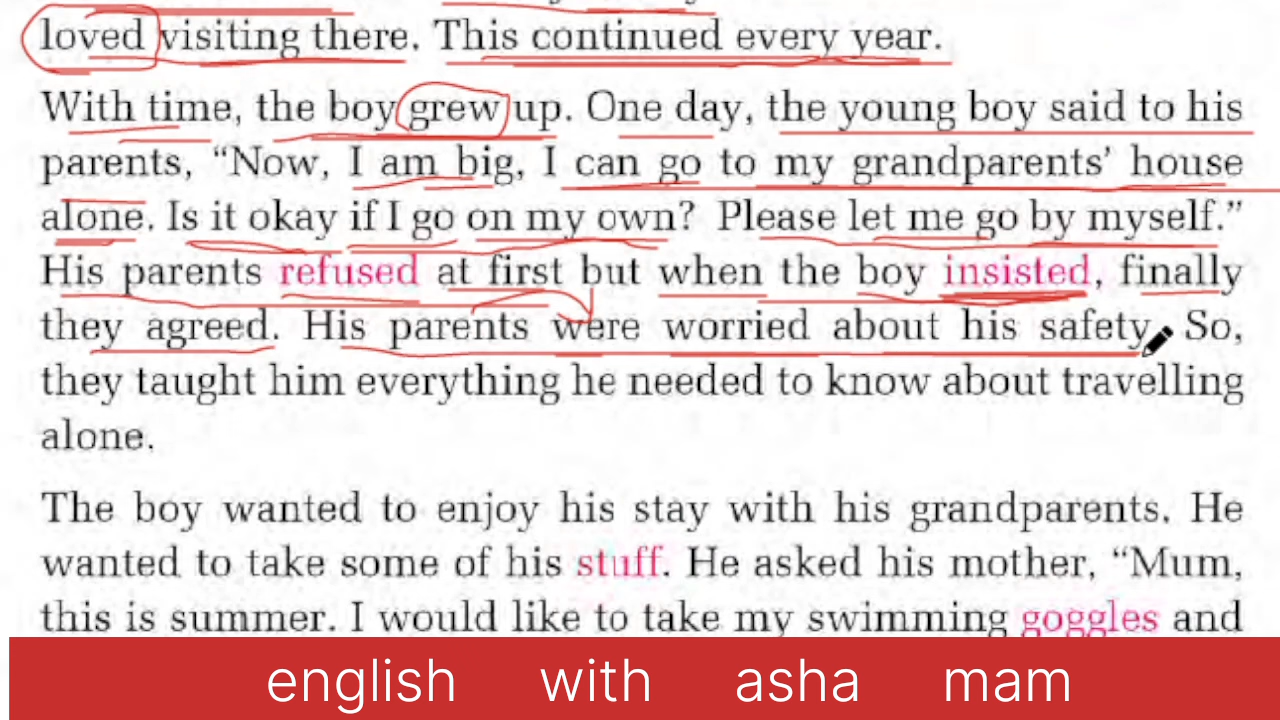 loved visiting there. This continued every year.
With time, the boy grew up. One day, the young boy said to his
parents, “Now, I am big, I can go to my grandparents’ house
alone. Is it okay if I go on my own? Please let me go by myself.”
His parents refused at first but when the boy insisted, finally
they agreed. His parents were worried about his safety. So,
they taught him everything he needed to know about travelling
alone.
The boy wanted to enjoy his stay with his grandparents. He
wanted to take some of his stuff. He asked his mother, “Mum,
this is summer. I would like to take my swimming goggles and
english with asha mam